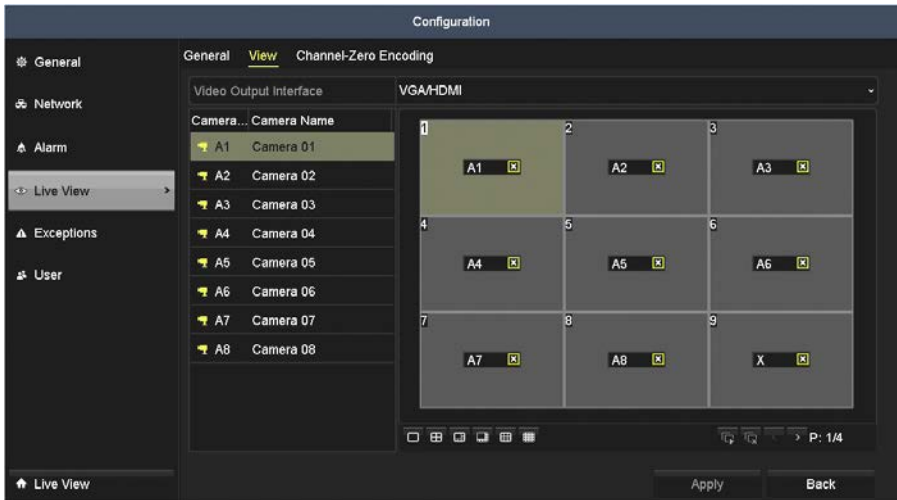 Configuration
General
Network
Alarm
Live View
Exceptions
User
Live View
General View Channel-Zero Encoding
Video Output Interface VGA/HDMI
Camera... Camera Name
A1 Camera 01
A2 Camera 02
A3 Camera 03
A4 Camera 04
A5 Camera 05
A6 Camera 06
A7 Camera 07
A8 Camera 08
1 2 3
A1 A2 A3
4 5 6
A4 A5 A6
7 8 9
A7 A8 X
P: 1/4
Apply Back